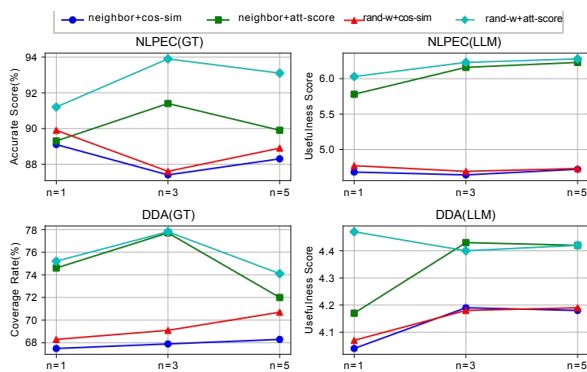 neighbor+cos-sim neighbor+att-score rand-w+cos-sim rand-w+att-score
NLPEC(GT)
Accurate Score(%)
94
92
90
88
n=1 n=3 n=5
NLPEC(LLM)
Usefulness Score
6.0
5.0
n=1 n=3 n=5
DDA(GT)
Coverage Rate(%)
78
76
74
72
70
68
n=1 n=3 n=5
DDA(LLM)
Usefulness Score
4.4
4.3
4.2
4.1
n=1 n=3 n=5